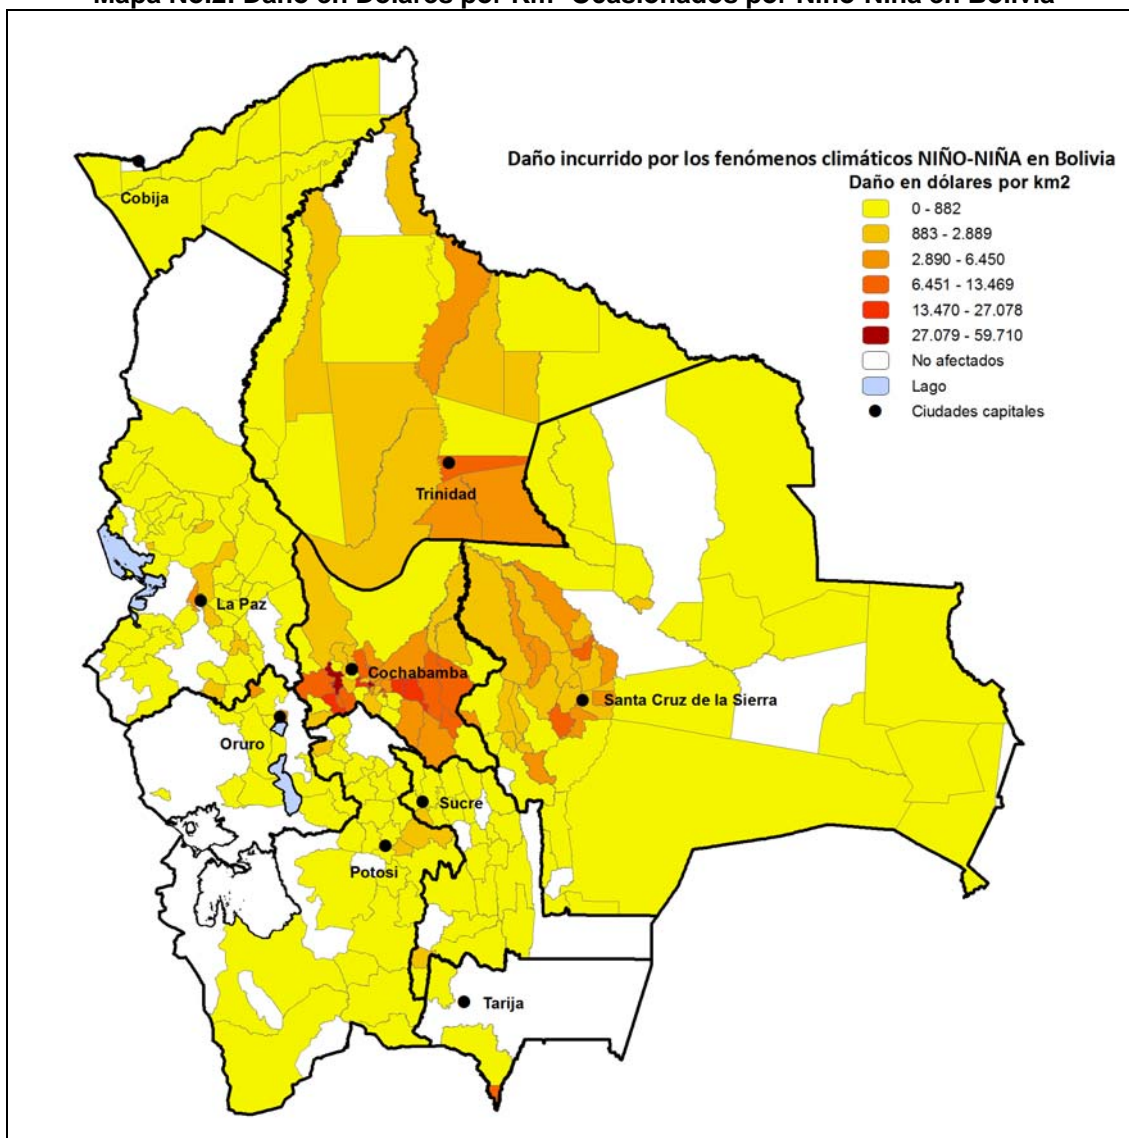 Mapa No.2: Daño en Dólares por Km² Ocasionados por Niño-Niña en Bolivia
Daño incurrido por los fenómenos climáticos NIÑO-NIÑA en Bolivia
Daño en dólares por km2
0 - 882
883 - 2.889
2.890 - 6.450
6.451 - 13.469
13.470 - 27.078
27.079 - 59.710
No afectados
Lago
Ciudades capitales
Cobija
Trinidad
La Paz
Cochabamba
Santa Cruz de la Sierra
Oruro
Sucre
Potosi
Tarija